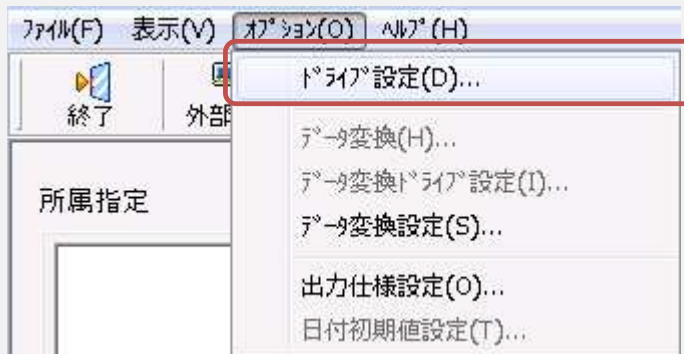 ﾌｧｲﾙ(F) 表示(V) ｵﾌﾟｼｮﾝ(O) ﾍﾙﾌﾟ(H)
終了 外部
ﾄﾞﾗｲﾌﾞ設定(D)...
ﾃﾞｰﾀ変換(H)...
ﾃﾞｰﾀ変換ﾄﾞﾗｲﾌﾞ設定(I)...
ﾃﾞｰﾀ変換設定(S)...
出力仕様設定(O)...
日付初期値設定(T)...
所属指定